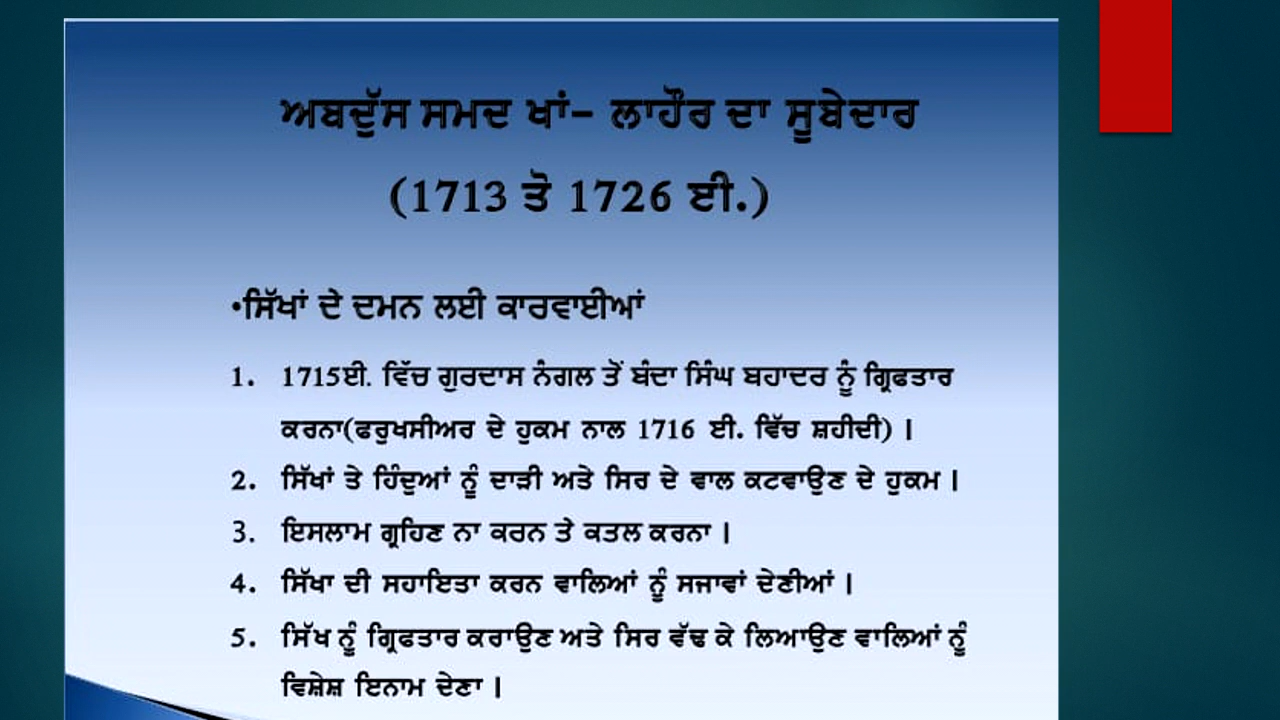 ਅਬਦੁੱਸ ਸਮਦ ਖਾਂ- ਲਾਹੌਰ ਦਾ ਸੂਬੇਦਾਰ
(1713 ਤੋ 1726 ਈ.)
•ਸਿੱਖਾਂ ਦੇ ਦਮਨ ਲਈ ਕਾਰਵਾਈਆਂ
1. 1715ਈ. ਵਿੱਚ ਗੁਰਦਾਸ ਨੰਗਲ ਤੋਂ ਬੰਦਾ ਸਿੰਘ ਬਹਾਦਰ ਨੂੰ ਗ੍ਰਿਫਤਾਰ
ਕਰਨਾ(ਫਰੁਖਸੀਅਰ ਦੇ ਹੁਕਮ ਨਾਲ 1716 ਈ. ਵਿੱਚ ਸ਼ਹੀਦੀ) |
2. ਸਿੱਖਾਂ ਤੇ ਹਿੰਦੁਆਂ ਨੂੰ ਦਾੜੀ ਅਤੇ ਸਿਰ ਦੇ ਵਾਲ ਕਟਵਾਉਣ ਦੇ ਹੁਕਮ |
3. ਇਸਲਾਮ ਗ੍ਰਹਿਣ ਨਾ ਕਰਨ ਤੇ ਕਤਲ ਕਰਨਾ |
4. ਸਿੱਖਾ ਦੀ ਸਹਾਇਤਾ ਕਰਨ ਵਾਲਿਆਂ ਨੂੰ ਸਜਾਵਾਂ ਦੇਣੀਆਂ |
5. ਸਿੱਖ ਨੂੰ ਗ੍ਰਿਫਤਾਰ ਕਰਾਉਣ ਅਤੇ ਸਿਰ ਵੱਢ ਕੇ ਲਿਆਉਣ ਵਾਲਿਆਂ ਨੂੰ
ਵਿਸ਼ੇਸ਼ ਇਨਾਮ ਦੇਣਾ |